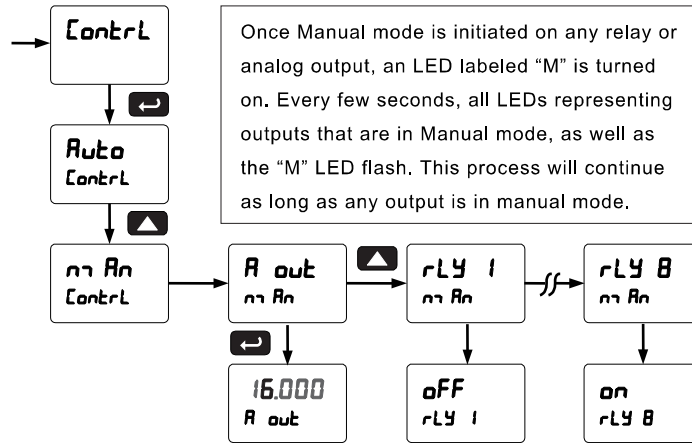 ContrL
Once Manual mode is initiated on any relay or
analog output, an LED labeled “M” is turned
on. Every few seconds, all LEDs representing
outputs that are in Manual mode, as well as
the “M” LED flash. This process will continue
as long as any output is in manual mode.
Auto
ContrL
mAn
ContrL
A out
mAn
rLY 1
mAn
rLY 8
mAn
16.000
A out
oFF
rLY 1
on
rLY 8